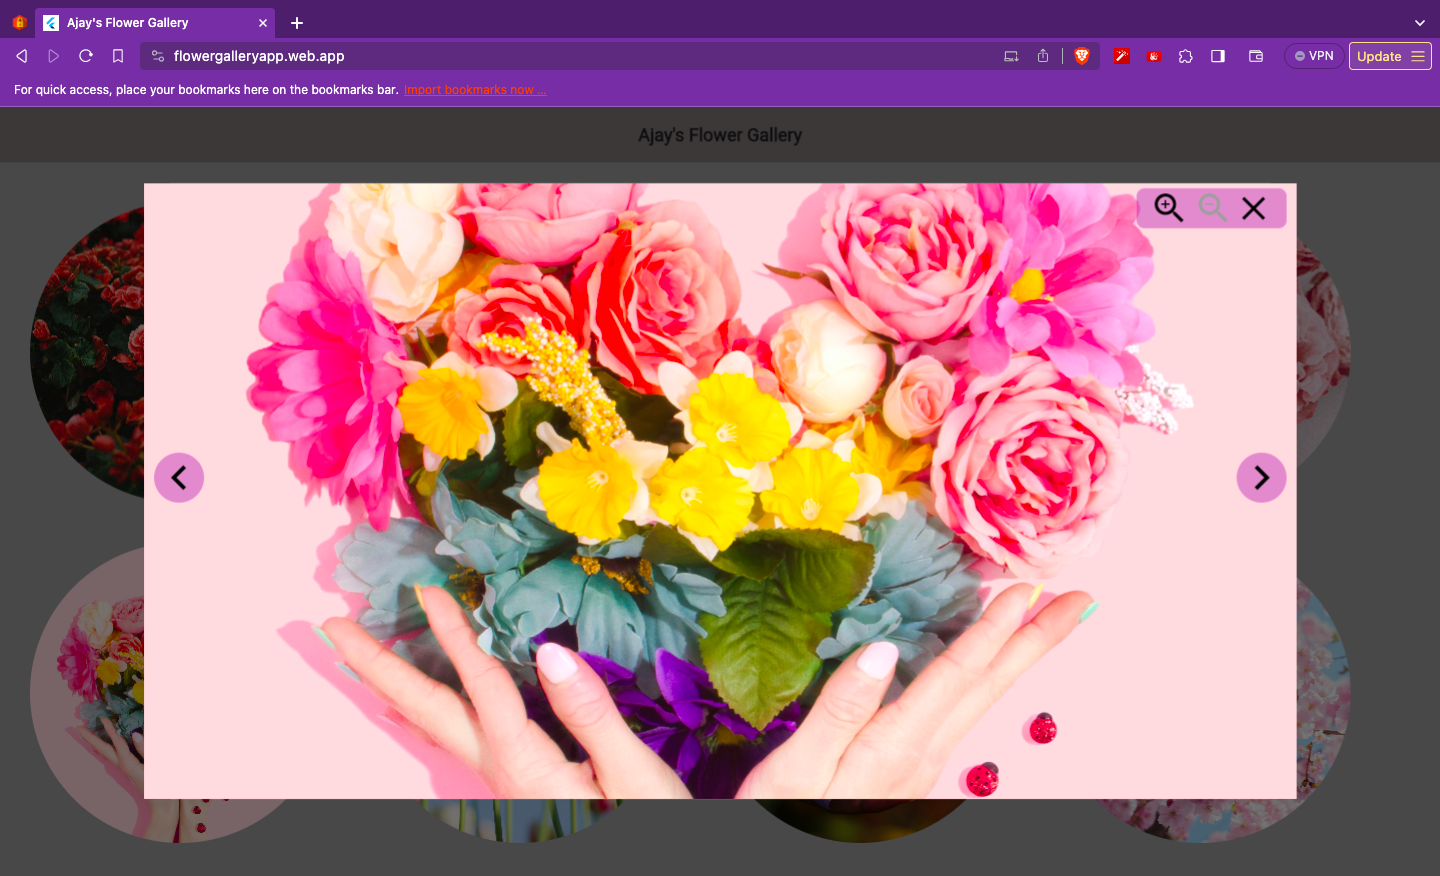 Ajay's Flower Gallery
flowergalleryapp.web.app
VPN
Update
For quick access, place your bookmarks here on the bookmarks bar. Import bookmarks now ...
Ajay's Flower Gallery